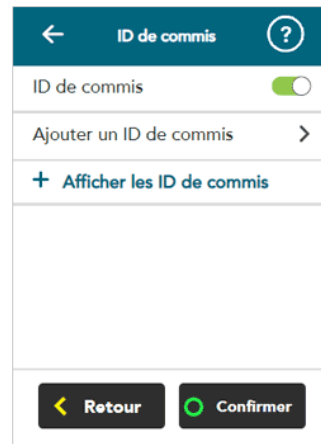 ID de commis ?
ID de commis
Ajouter un ID de commis
+ Afficher les ID de commis
Retour Confirmer